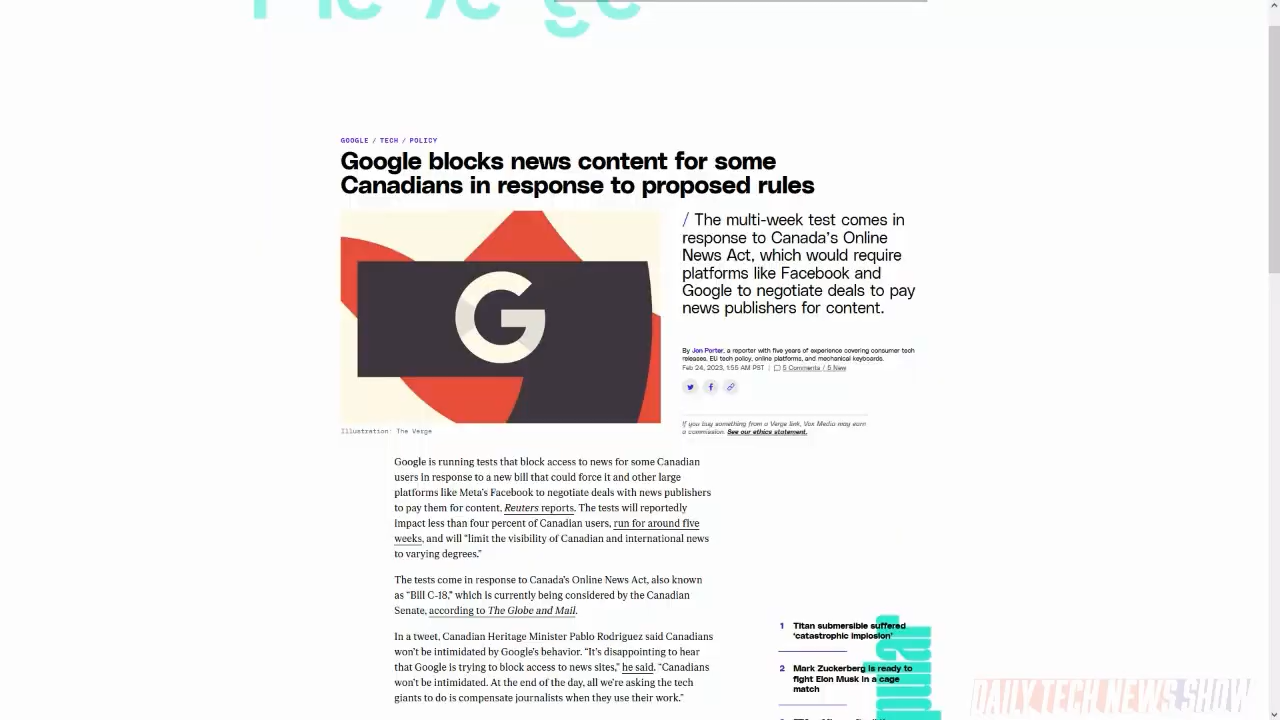 GOOGLE / TECH / POLICY
Google blocks news content for some
Canadians in response to proposed rules
/ The multi-week test comes in
response to Canada's Online
News Act, which would require
platforms like Facebook and
Google to negotiate deals to pay
news publishers for content.
By Jon Porter, a reporter with five years of experience covering consumer tech
releases, EU tech policy, online platforms, and mechanical keyboards.
Feb 24, 2023, 1:55 AM PST | 5 Comments / 5 New
G
Illustration: The Verge
If you buy something from a Verge link, Vox Media may earn
a commission. See our ethics statement.
Google is running tests that block access to news for some Canadian
users in response to a new bill that could force it and other large
platforms like Meta's Facebook to negotiate deals with news publishers
to pay them for content, Reuters reports. The tests will reportedly
impact less than four percent of Canadian users, run for around five
weeks, and will “limit the visibility of Canadian and international news
to varying degrees.”
The tests come in response to Canada's Online News Act, also known
as “Bill C-18,” which is currently being considered by the Canadian
Senate, according to The Globe and Mail.
In a tweet, Canadian Heritage Minister Pablo Rodriguez said Canadians
won't be intimidated by Google's behavior. “It's disappointing to hear
that Google is trying to block access to news sites,” he said. “Canadians
won't be intimidated. At the end of the day, all we're asking the tech
giants to do is compensate journalists when they use their work.”
1 Titan submersible suffered
‘catastrophic implosion’
2 Mark Zuckerberg is ready to
fight Elon Musk in a cage
match
DAILY TECH NEWS SHOW